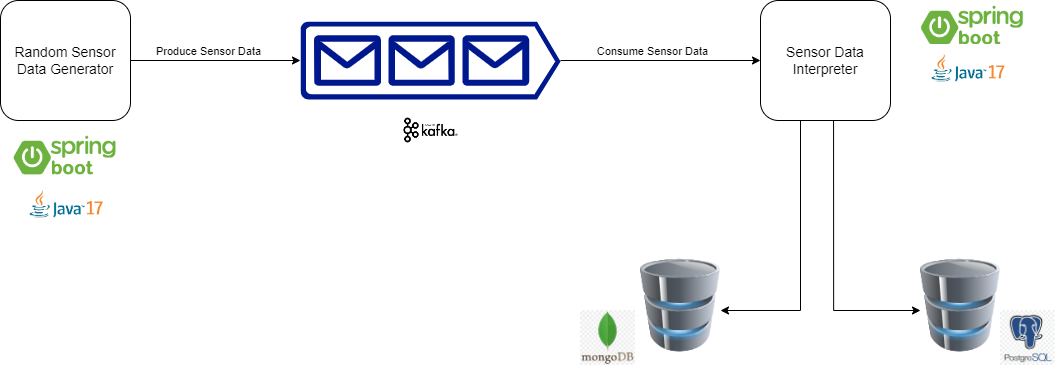 Random Sensor
Data Generator
Produce Sensor Data
Consume Sensor Data
Sensor Data
Interpreter
spring
boot
Java 17
kafka
spring
boot
Java 17
mongoDB
PostgreSQL